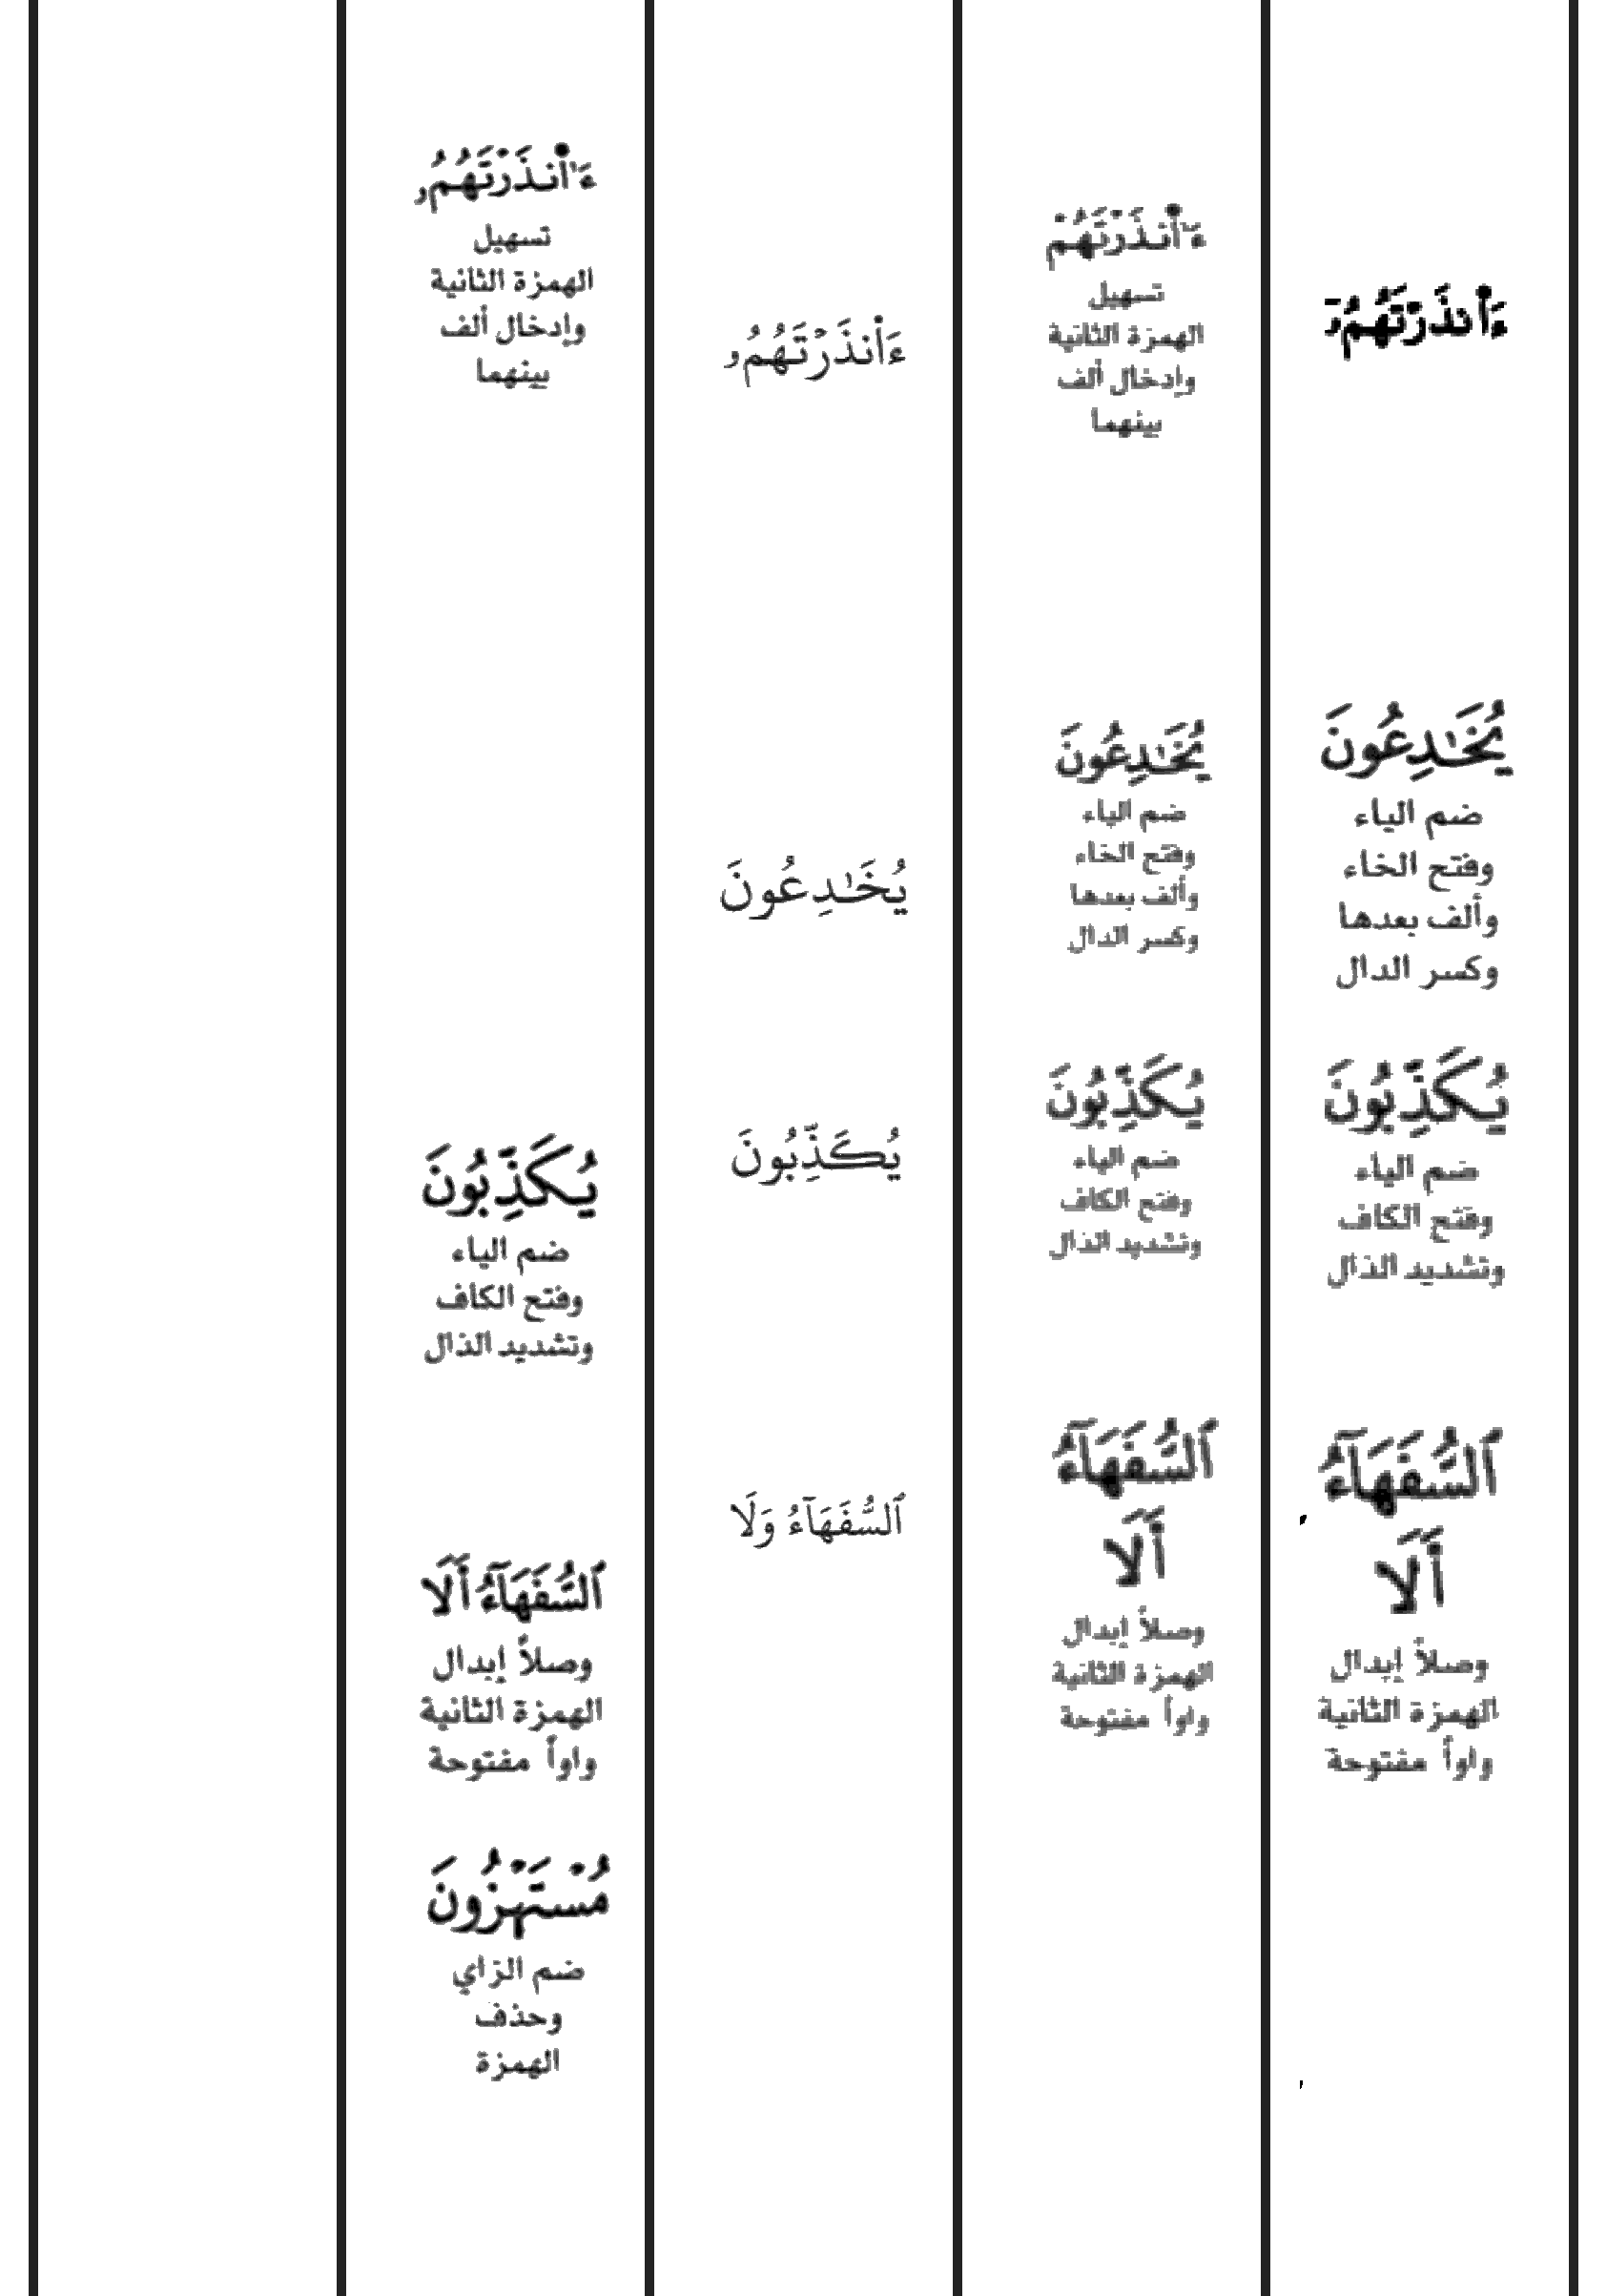 ءَا۬نذَرْتَهُمُۥٓ
يُخَـٰدِعُونَ
ضم الياء
وفتح الخاء
وألف بعدها
وكسر الدال
يُكَذِّبُونَ
ضم الياء
وفتح الكاف
وتشديد الذال
ٱلسُّفَهَآءُ
أَلَا
وصلاً إبدال
الهمزة الثانية
واواً مفتوحة
ءَا۬نذَرْتَهُمْ
تسهيل
الهمزة الثانية
وإدخال ألف
بينهما
يُخَـٰدِعُونَ
ضم الياء
وفتح الخاء
وألف بعدها
وكسر الدال
يُكَذِّبُونَ
ضم الياء
وفتح الكاف
وتشديد الذال
ٱلسُّفَهَآءُ
أَلَا
وصلاً إبدال
الهمزة الثانية
واواً مفتوحة
ءَا۬نذَرْتَهُمُۥ
يُخَـٰدِعُونَ
يُكَذِّبُونَ
ٱلسُّفَهَآءُ وَلَا
ءَا۬نذَرْتَهُمُۥ
تسهيل
الهمزة الثانية
وإدخال ألف
بينهما
يُكَذِّبُونَ
ضم الياء
وفتح الكاف
وتشديد الذال
ٱلسُّفَهَآءُ أَلَا
وصلاً إبدال
الهمزة الثانية
واواً مفتوحة
مُسْتَهْزُونَ
ضم الزاي
وحذف
الهمزة